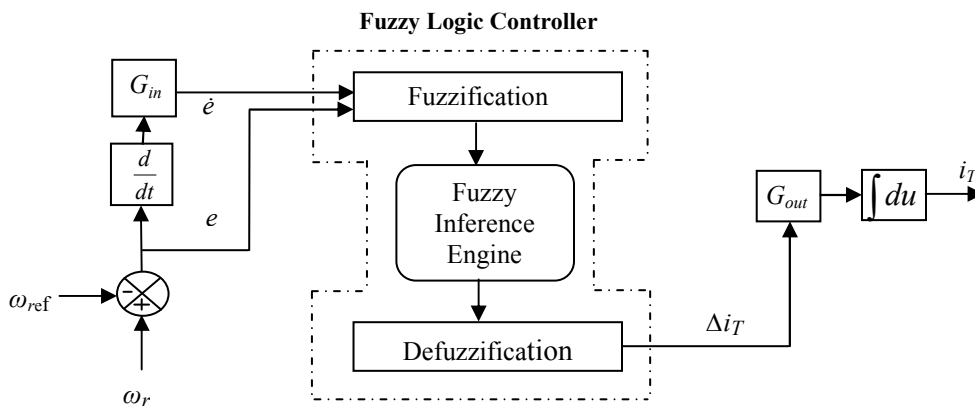 Fuzzy Logic Controller
G_in
ė
Fuzzification
d/dt
e
Fuzzy
Inference
Engine
G_out
∫ du
i_T
ω_ref
-
+
Defuzzification
Δi_T
ω_r